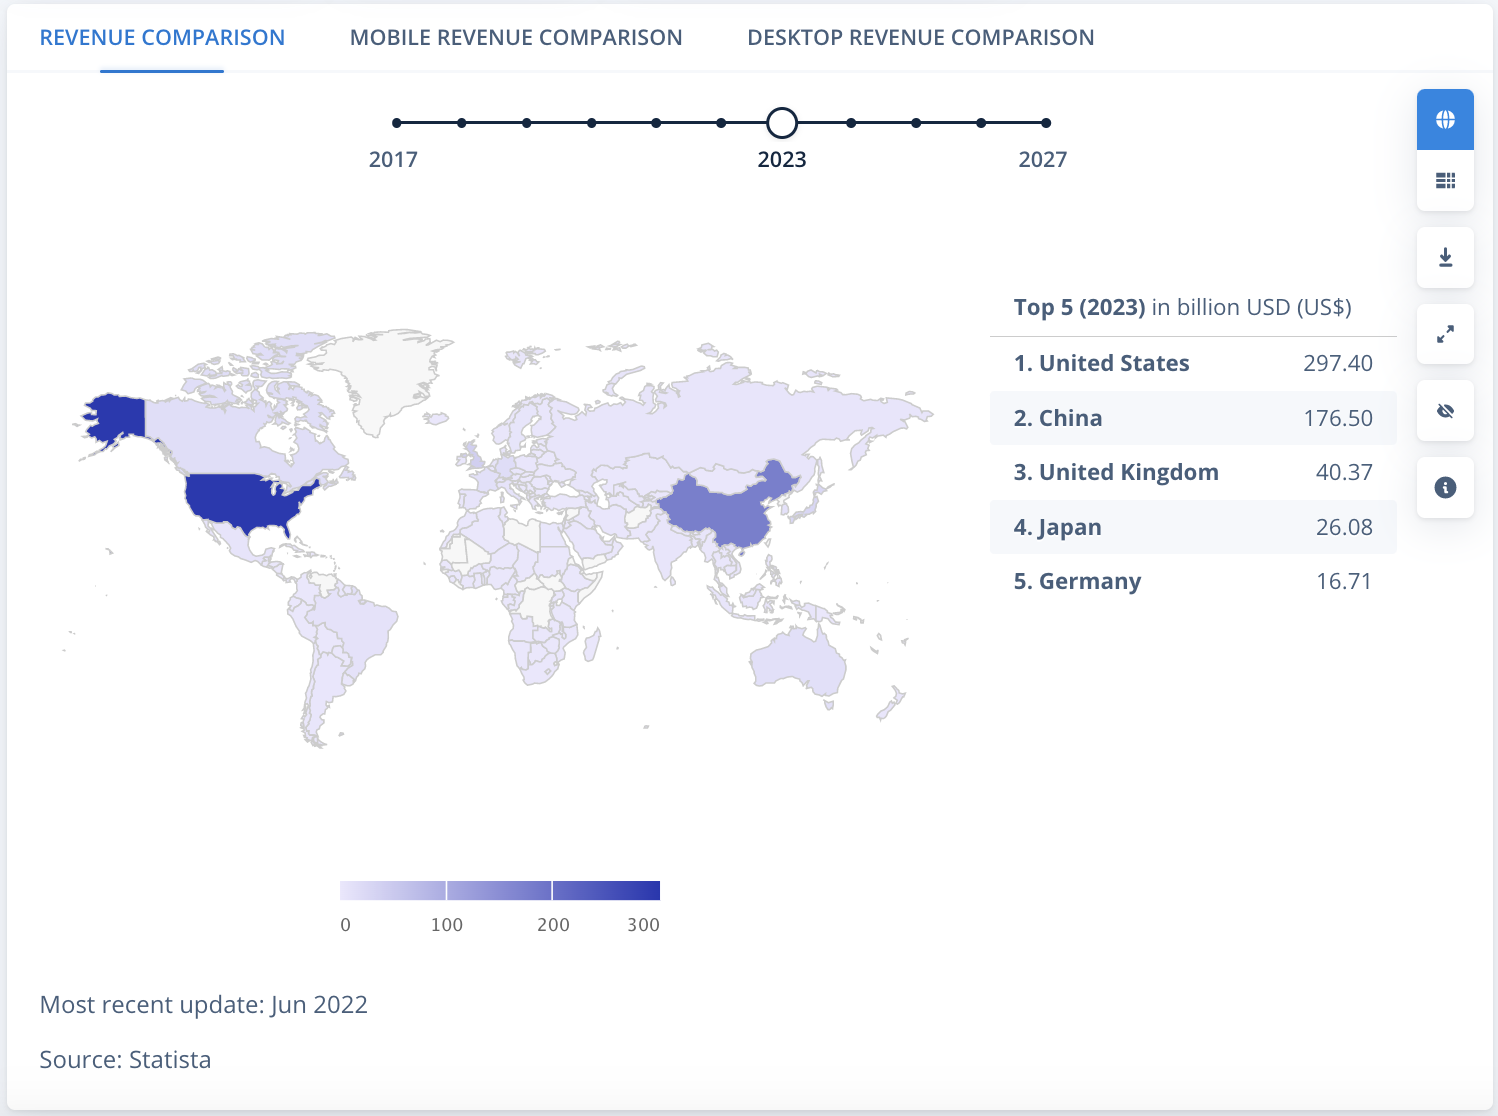 REVENUE COMPARISON MOBILE REVENUE COMPARISON DESKTOP REVENUE COMPARISON
2017 2023 2027
Top 5 (2023) in billion USD (US$)
1. United States 297.40
2. China 176.50
3. United Kingdom 40.37
4. Japan 26.08
5. Germany 16.71
0 100 200 300
Most recent update: Jun 2022
Source: Statista